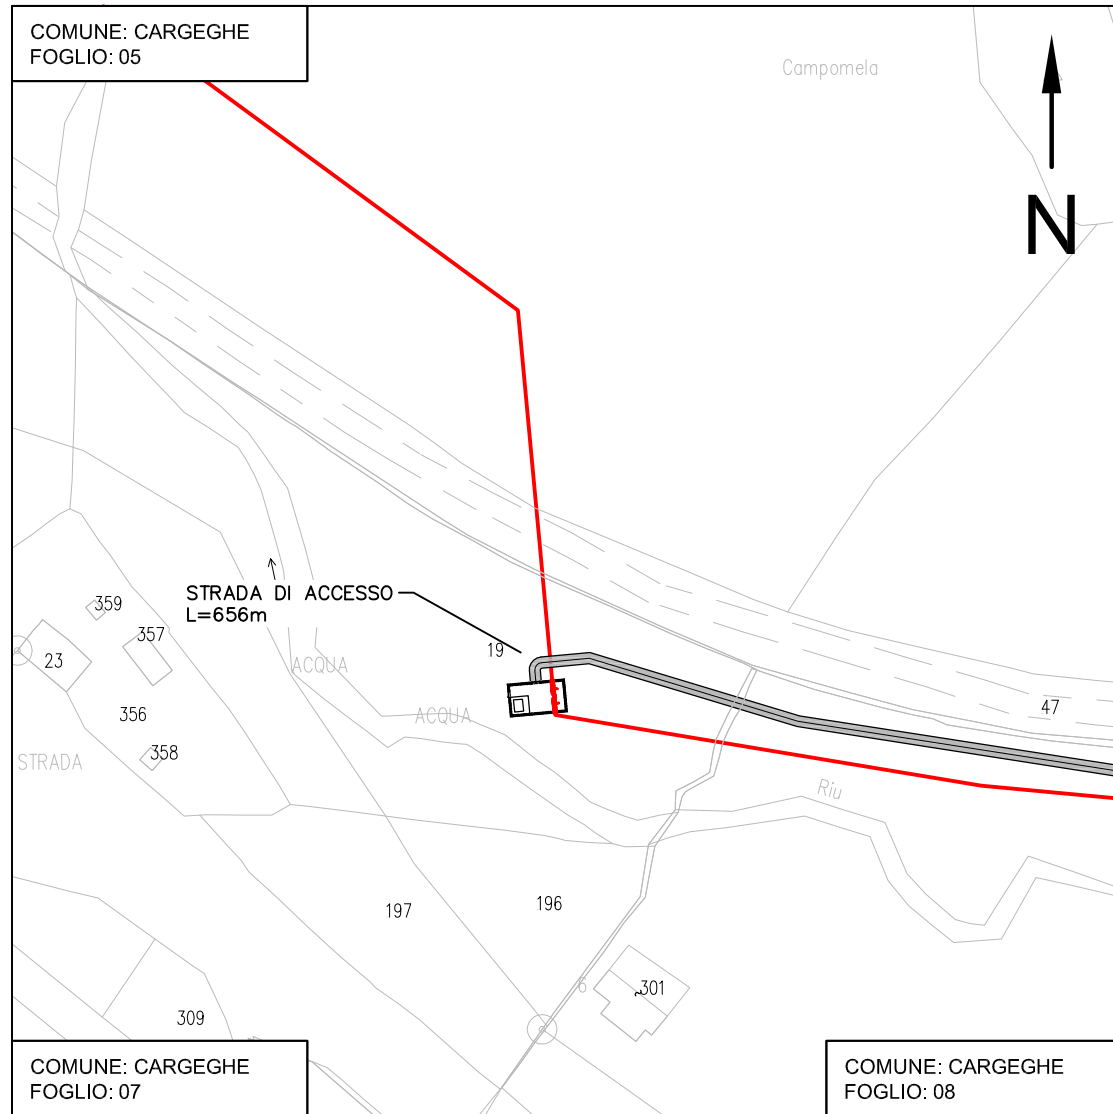 COMUNE: CARGEGHE
FOGLIO: 05
Campomela
N
STRADA DI ACCESSO
L=656m
359
357
23
19
ACQUA
356
ACQUA
47
358
STRADA
Riu
197
196
6
301
309
COMUNE: CARGEGHE
FOGLIO: 07
COMUNE: CARGEGHE
FOGLIO: 08